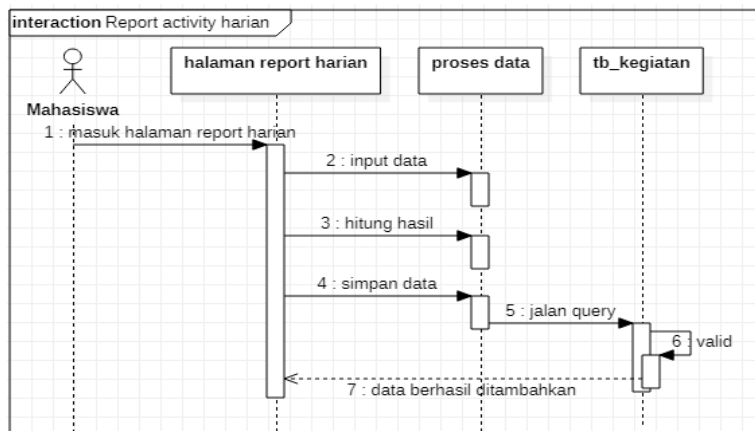 interaction Report activity harian
halaman report harian
proses data
tb_kegiatan
Mahasiswa
1 : masuk halaman report harian
2 : input data
3 : hitung hasil
4 : simpan data
5 : jalan query
6 : valid
7 : data berhasil ditambahkan